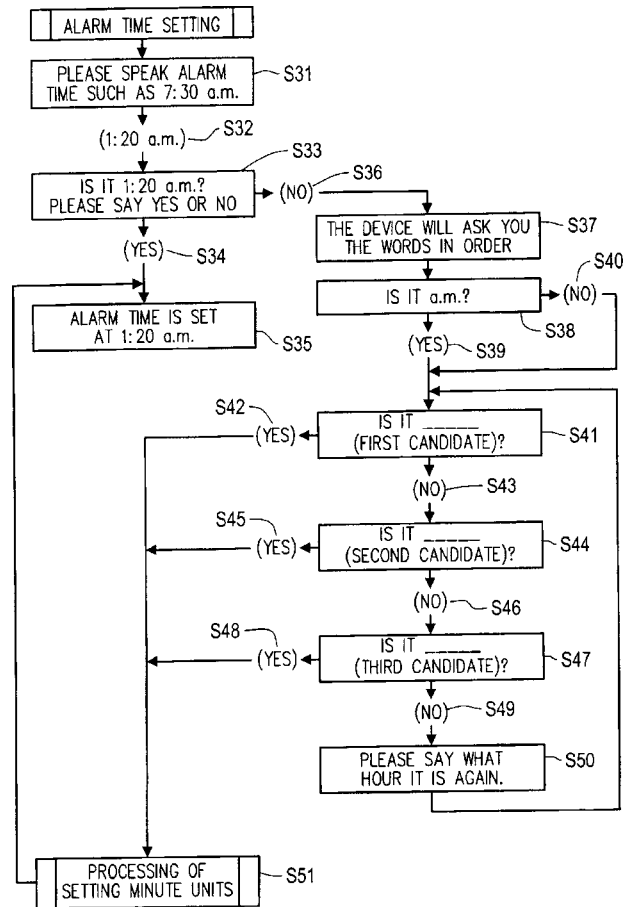 ALARM TIME SETTING
PLEASE SPEAK ALARM
TIME SUCH AS 7:30 a.m.
S31
(1:20 a.m.)
S32
S33
IS IT 1:20 a.m.?
PLEASE SAY YES OR NO
(NO)
S36
(YES)
S34
THE DEVICE WILL ASK YOU
THE WORDS IN ORDER
S37
S40
ALARM TIME IS SET
AT 1:20 a.m.
S35
IS IT a.m.?
(NO)
S38
(YES)
S39
S42
(YES)
IS IT _____
(FIRST CANDIDATE)?
S41
(NO)
S43
S45
(YES)
IS IT _____
(SECOND CANDIDATE)?
S44
(NO)
S46
S48
(YES)
IS IT _____
(THIRD CANDIDATE)?
S47
(NO)
S49
PLEASE SAY WHAT
HOUR IT IS AGAIN.
S50
PROCESSING OF
SETTING MINUTE UNITS
S51